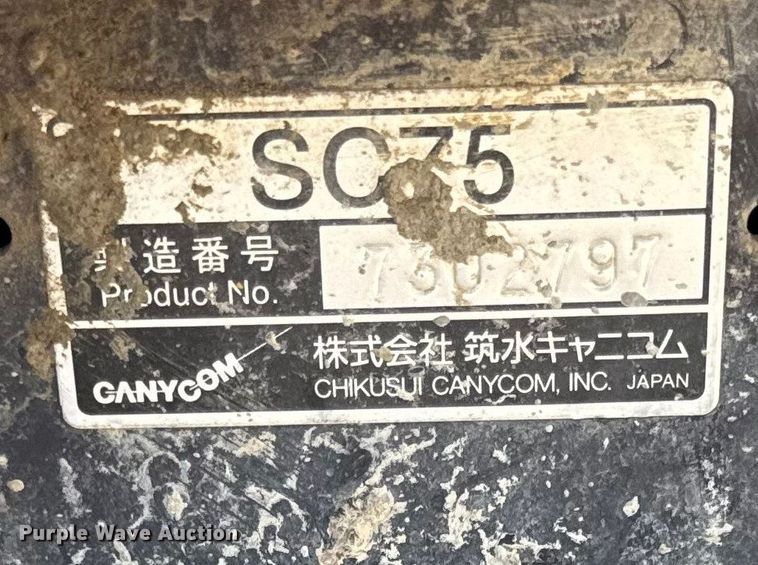 SC75
製造番号
Product No.
7302797
CANYCOM
株式会社 筑水キャニコム
CHIKUSUI CANYCOM, INC. JAPAN
Purple Wave Auction